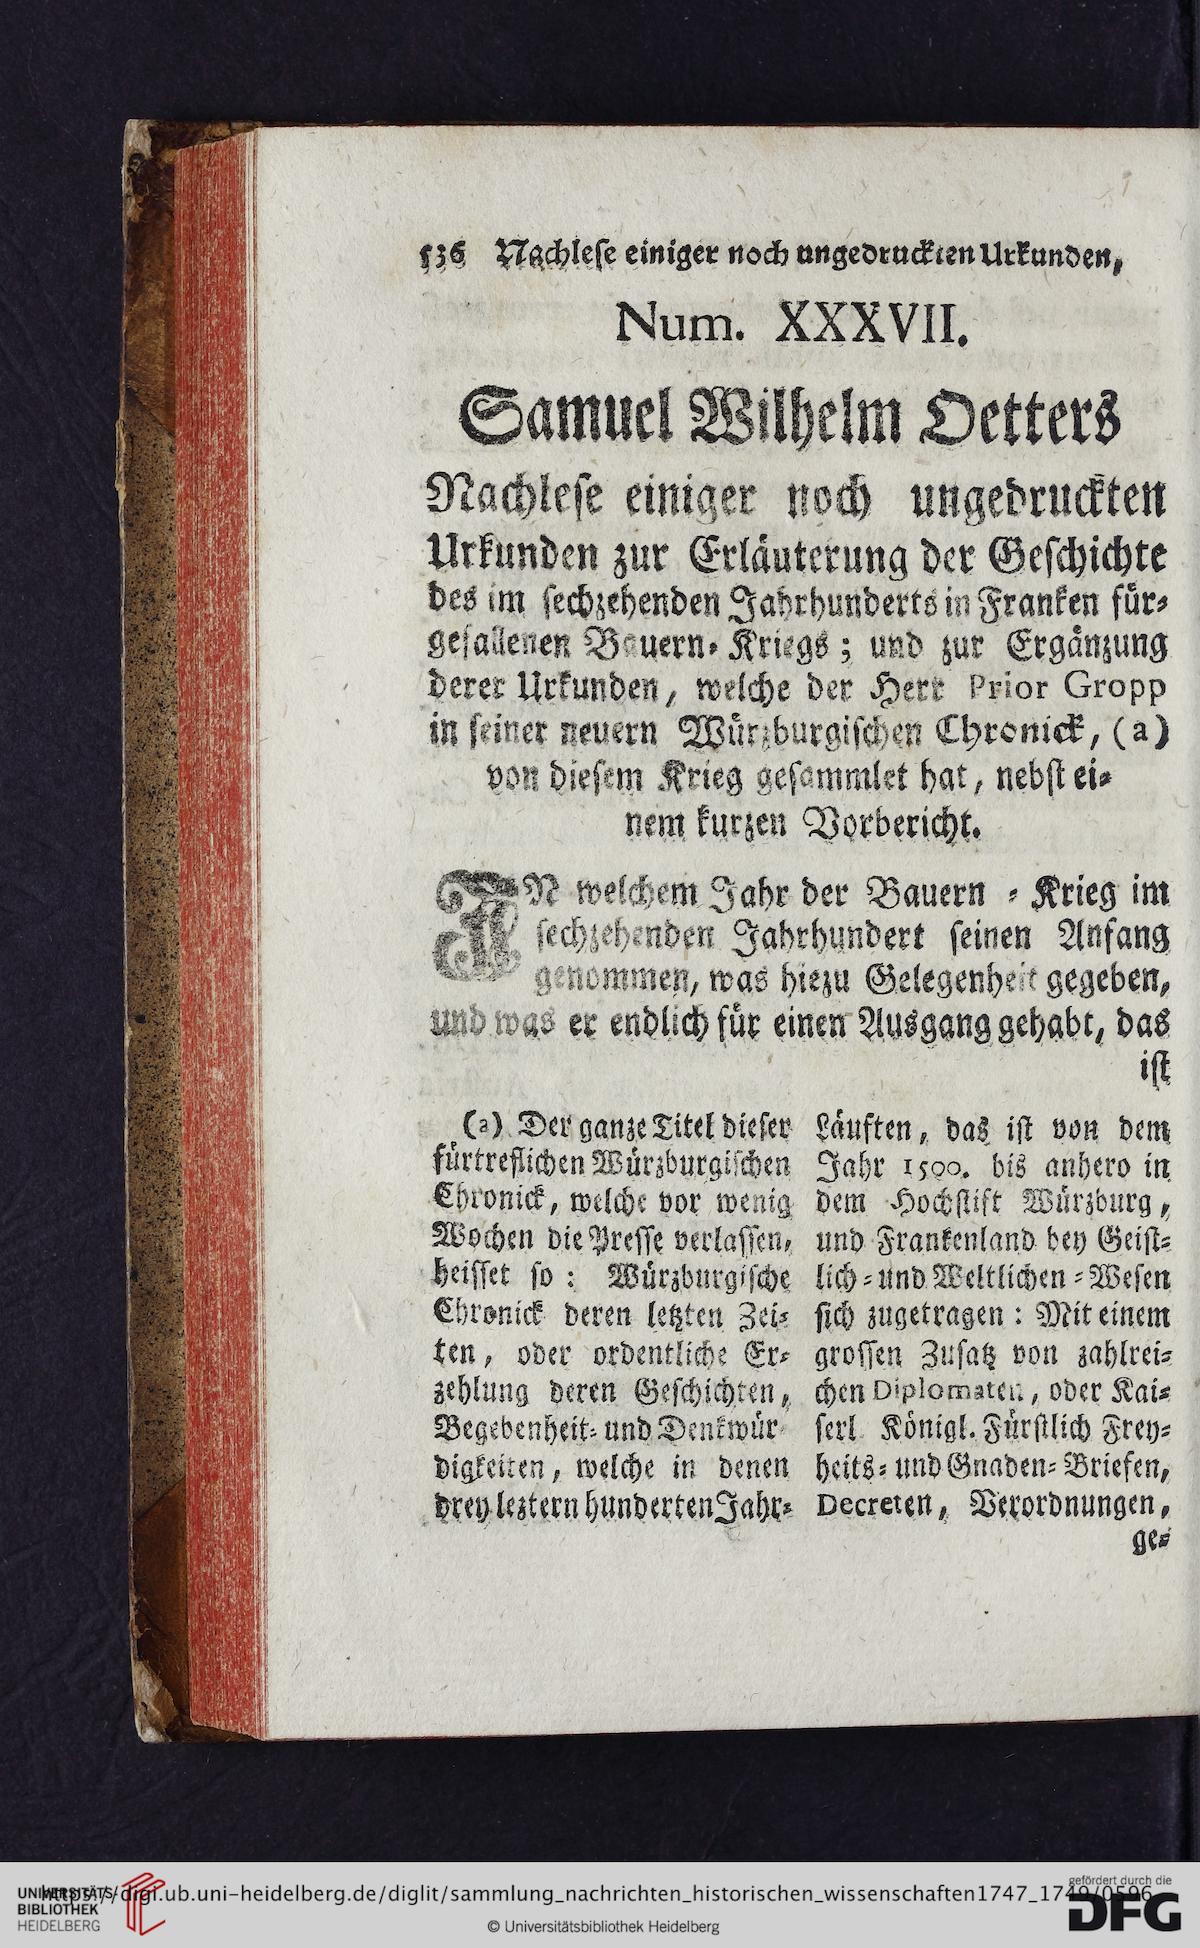 536 Nachlese einiger noch ungedruckten Urkunden,
Num. XXXVII.
Samuel Wilhelm Oetters
Nachlese einiger noch ungedruckten
Urkunden zur Erläuterung der Geschichte
des im sechzehenden Jahrhunderts in Franken für-
gefallenen Bauern-Kriegs; und zur Ergänzung
derer Urkunden, welche der Herr Prior Gropp
in seiner neuern Würzburgischen Chronick, (a)
von diesem Krieg gesammlet hat, nebst ei-
nem kurzen Vorbericht.
IN welchem Jahr der Bauern-Krieg im
sechzehenden Jahrhundert seinen Anfang
genommen, was hiezu Gelegenheit gegeben,
und was er endlich für einen Ausgang gehabt, das
ist
(a) Der ganze Titel dieser
fürtreflichen Würzburgischen
Chronick, welche vor wenig
Wochen die Presse verlassen,
heisset so: Würzburgische
Chronick deren letzten Zei-
ten, oder ordentliche Er-
zehlung deren Geschichten,
Begebenheit- und Denkwür
digkeiten, welche in denen
drey leztern hunderten Jahr-
Läuften, das ist von dem
Jahr 1500. bis anhero in
dem Hochstift Würzburg,
und Frankenland bey Geist-
lich- und Weltlichen-Wesen
sich zugetragen: Mit einem
grossen Zusatz von zahlrei-
chen Diplomaten, oder Kai-
serl Königl. Fürstlich Frey-
heits- und Gnaden-Briefen,
Decreten, Verordnungen,
ge-
UNIVERSITÄTS-
BIBLIOTHEK
HEIDELBERG
https://digi.ub.uni-heidelberg.de/diglit/sammlung_nachrichten_historischen_wissenschaften1747_1749/0596
© Universitätsbibliothek Heidelberg
gefördert durch die
DFG